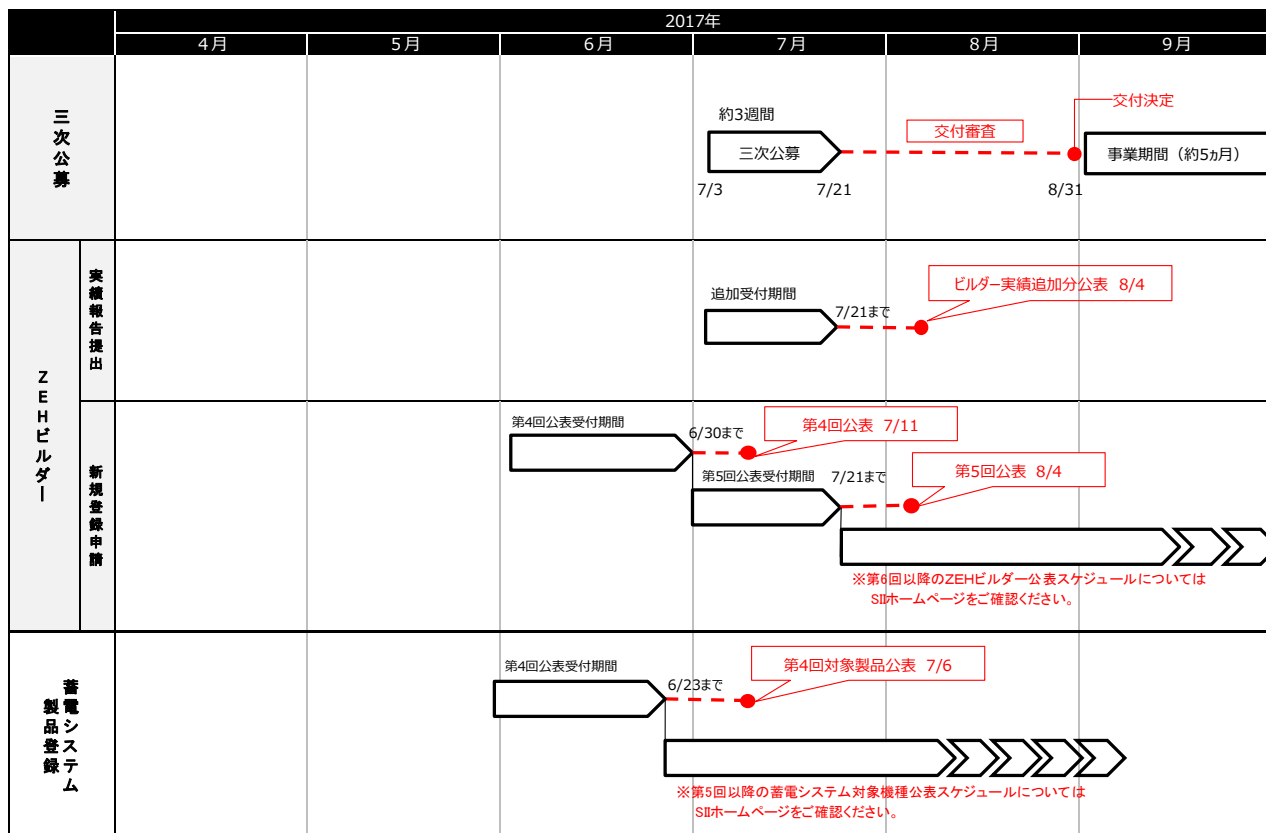 2017年
4月 5月 6月 7月 8月 9月
三次公募
約3週間
三次公募
7/3
7/21
交付審査
交付決定
8/31
事業期間（約5ヵ月）
ZEHビルダー
実績報告提出
追加受付期間
7/21まで
ビルダー実績追加分公表 8/4
新規登録申請
第4回公表受付期間
6/30まで
第4回公表 7/11
第5回公表受付期間
7/21まで
第5回公表 8/4
※第6回以降のZEHビルダー公表スケジュールについては
SIIホームページをご確認ください。
蓄電システム
製品登録
第4回公表受付期間
6/23まで
第4回対象製品公表 7/6
※第5回以降の蓄電システム対象機種公表スケジュールについては
SIIホームページをご確認ください。